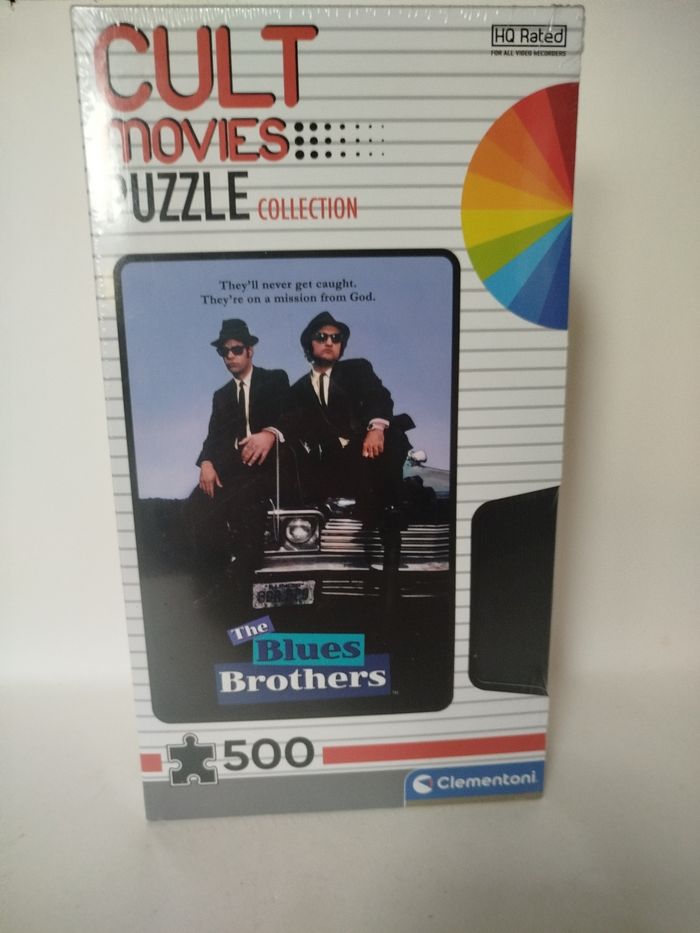 CULT
HQ Rated
FOR ALL VIDEO RECORDERS
MOVIES
PUZZLE COLLECTION
They'll never get caught.
They're on a mission from God.
The
Blues
Brothers
TM
500
Clementoni